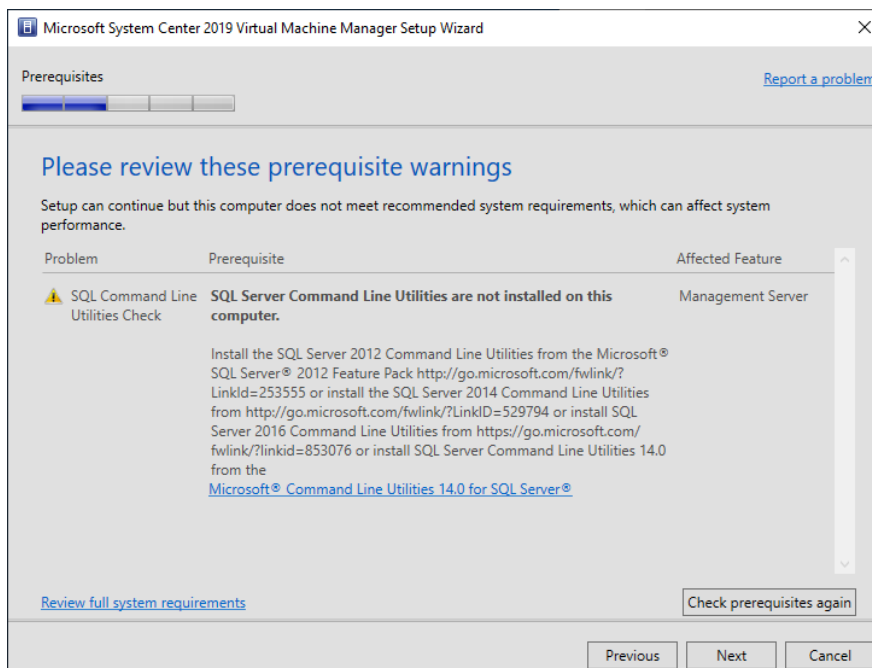 Microsoft System Center 2019 Virtual Machine Manager Setup Wizard
Prerequisites
Report a problem
Please review these prerequisite warnings
Setup can continue but this computer does not meet recommended system requirements, which can affect system
performance.
Problem Prerequisite Affected Feature
SQL Command Line
Utilities Check
SQL Server Command Line Utilities are not installed on this
computer.
Management Server
Install the SQL Server 2012 Command Line Utilities from the Microsoft®
SQL Server® 2012 Feature Pack http://go.microsoft.com/fwlink/?
LinkId=253555 or install the SQL Server 2014 Command Line Utilities
from http://go.microsoft.com/fwlink/?LinkID=529794 or install SQL
Server 2016 Command Line Utilities from https://go.microsoft.com/
fwlink/?linkid=853076 or install SQL Server Command Line Utilities 14.0
from the
Microsoft® Command Line Utilities 14.0 for SQL Server®
Review full system requirements
Check prerequisites again
Previous Next Cancel